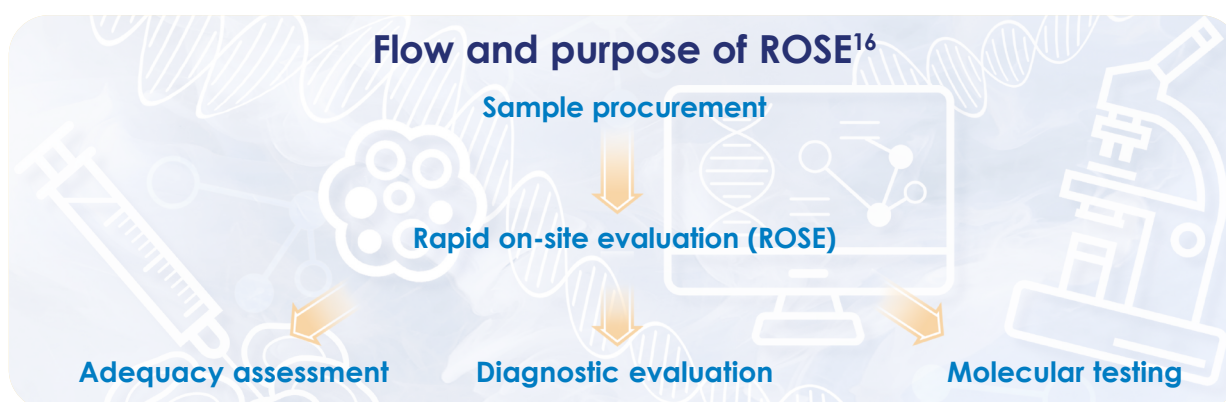 Flow and purpose of ROSE16
Sample procurement
Rapid on-site evaluation (ROSE)
Adequacy assessment
Diagnostic evaluation
Molecular testing